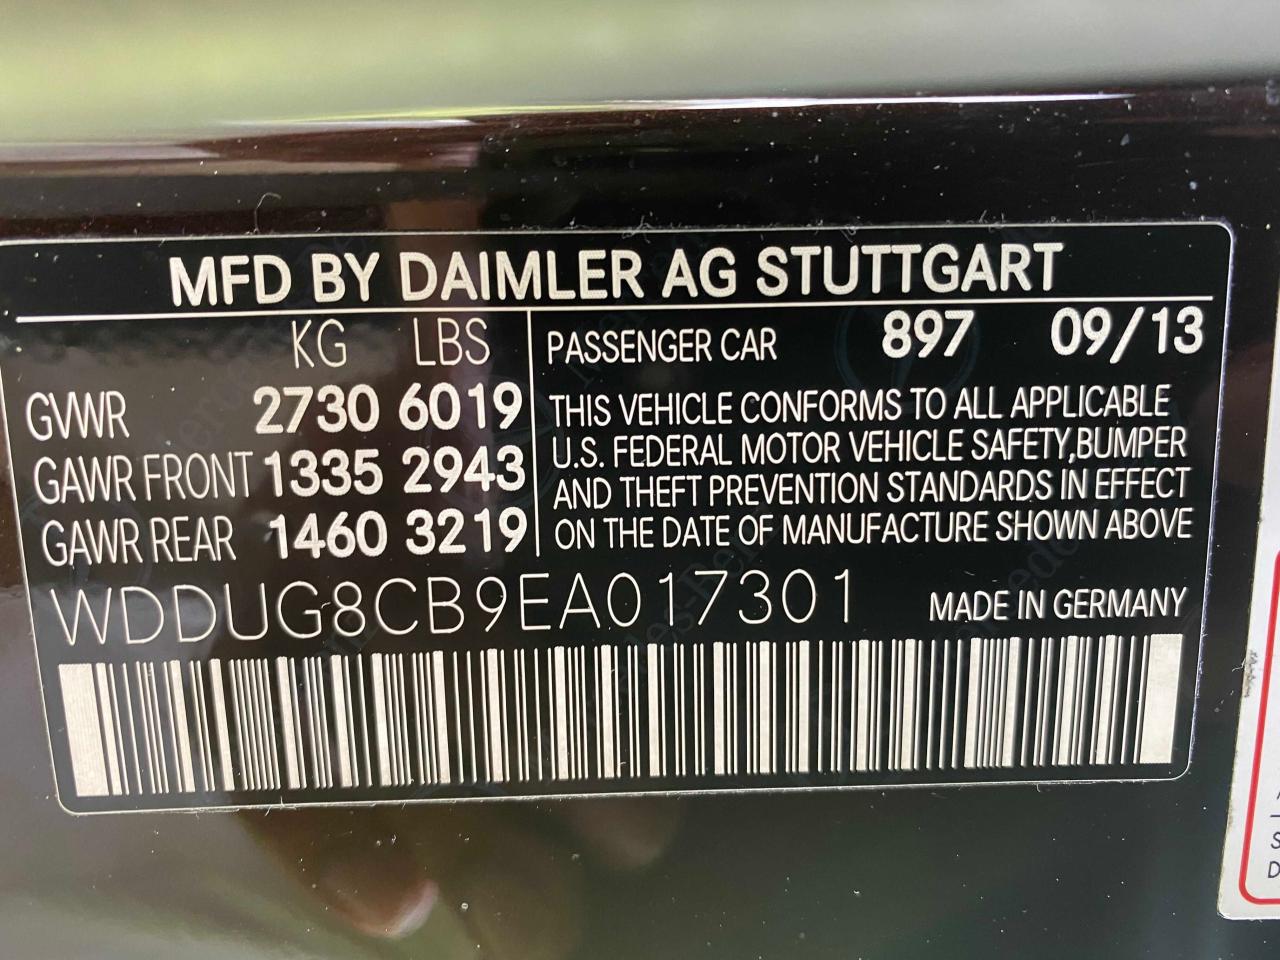 MFD BY DAIMLER AG STUTTGART
KG LBS
GVWR 2730 6019
GAWR FRONT 1335 2943
GAWR REAR 1460 3219
PASSENGER CAR 897 09/13
THIS VEHICLE CONFORMS TO ALL APPLICABLE
U.S. FEDERAL MOTOR VEHICLE SAFETY,BUMPER
AND THEFT PREVENTION STANDARDS IN EFFECT
ON THE DATE OF MANUFACTURE SHOWN ABOVE
WDDUG8CB9EA017301 MADE IN GERMANY